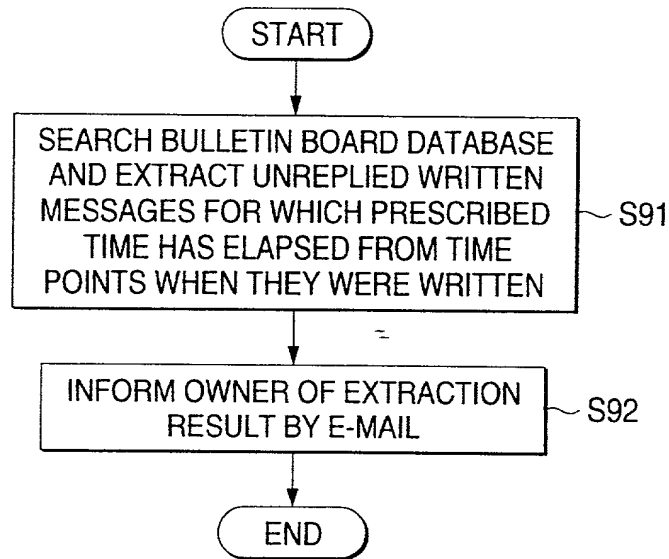 START
SEARCH BULLETIN BOARD DATABASE
AND EXTRACT UNREPLIED WRITTEN
MESSAGES FOR WHICH PRESCRIBED
TIME HAS ELAPSED FROM TIME
POINTS WHEN THEY WERE WRITTEN
S91
INFORM OWNER OF EXTRACTION
RESULT BY E-MAIL
S92
END